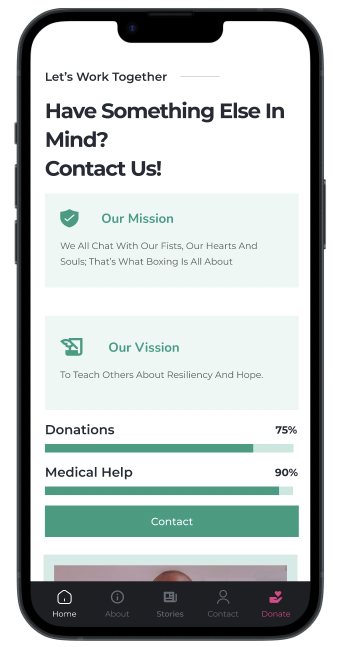 Let's Work Together
Have Something Else In
Mind?
Contact Us!
Our Mission
We All Chat With Our Fists, Our Hearts And
Souls; That's What Boxing Is All About
Our Vission
To Teach Others About Resiliency And Hope.
Donations 75%
Medical Help 90%
Contact
Home About Stories Contact Donate